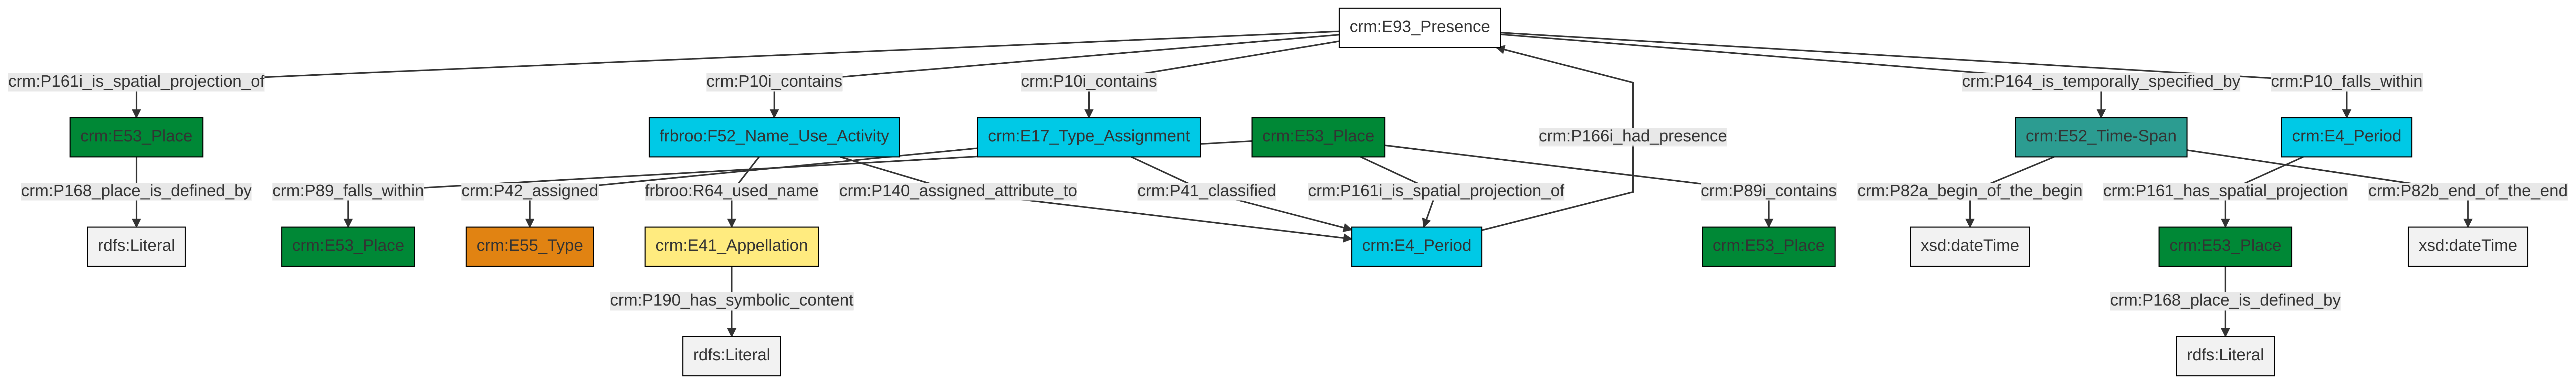 crm:E93_Presence
crm:P161i_is_spatial_projection_of
crm:P10i_contains
crm:P10i_contains
crm:P164_is_temporally_specified_by
crm:P10_falls_within
crm:E53_Place
frbroo:F52_Name_Use_Activity
crm:E17_Type_Assignment
crm:E53_Place
crm:P166i_had_presence
crm:E52_Time-Span
crm:E4_Period
crm:P168_place_is_defined_by
crm:P89_falls_within
crm:P42_assigned
frbroo:R64_used_name
crm:P140_assigned_attribute_to
crm:P41_classified
crm:P161i_is_spatial_projection_of
crm:P89i_contains
crm:P82a_begin_of_the_begin
crm:P161_has_spatial_projection
crm:P82b_end_of_the_end
rdfs:Literal
crm:E53_Place
crm:E55_Type
crm:E41_Appellation
crm:E4_Period
crm:E53_Place
xsd:dateTime
crm:E53_Place
xsd:dateTime
crm:P190_has_symbolic_content
crm:P168_place_is_defined_by
rdfs:Literal
rdfs:Literal